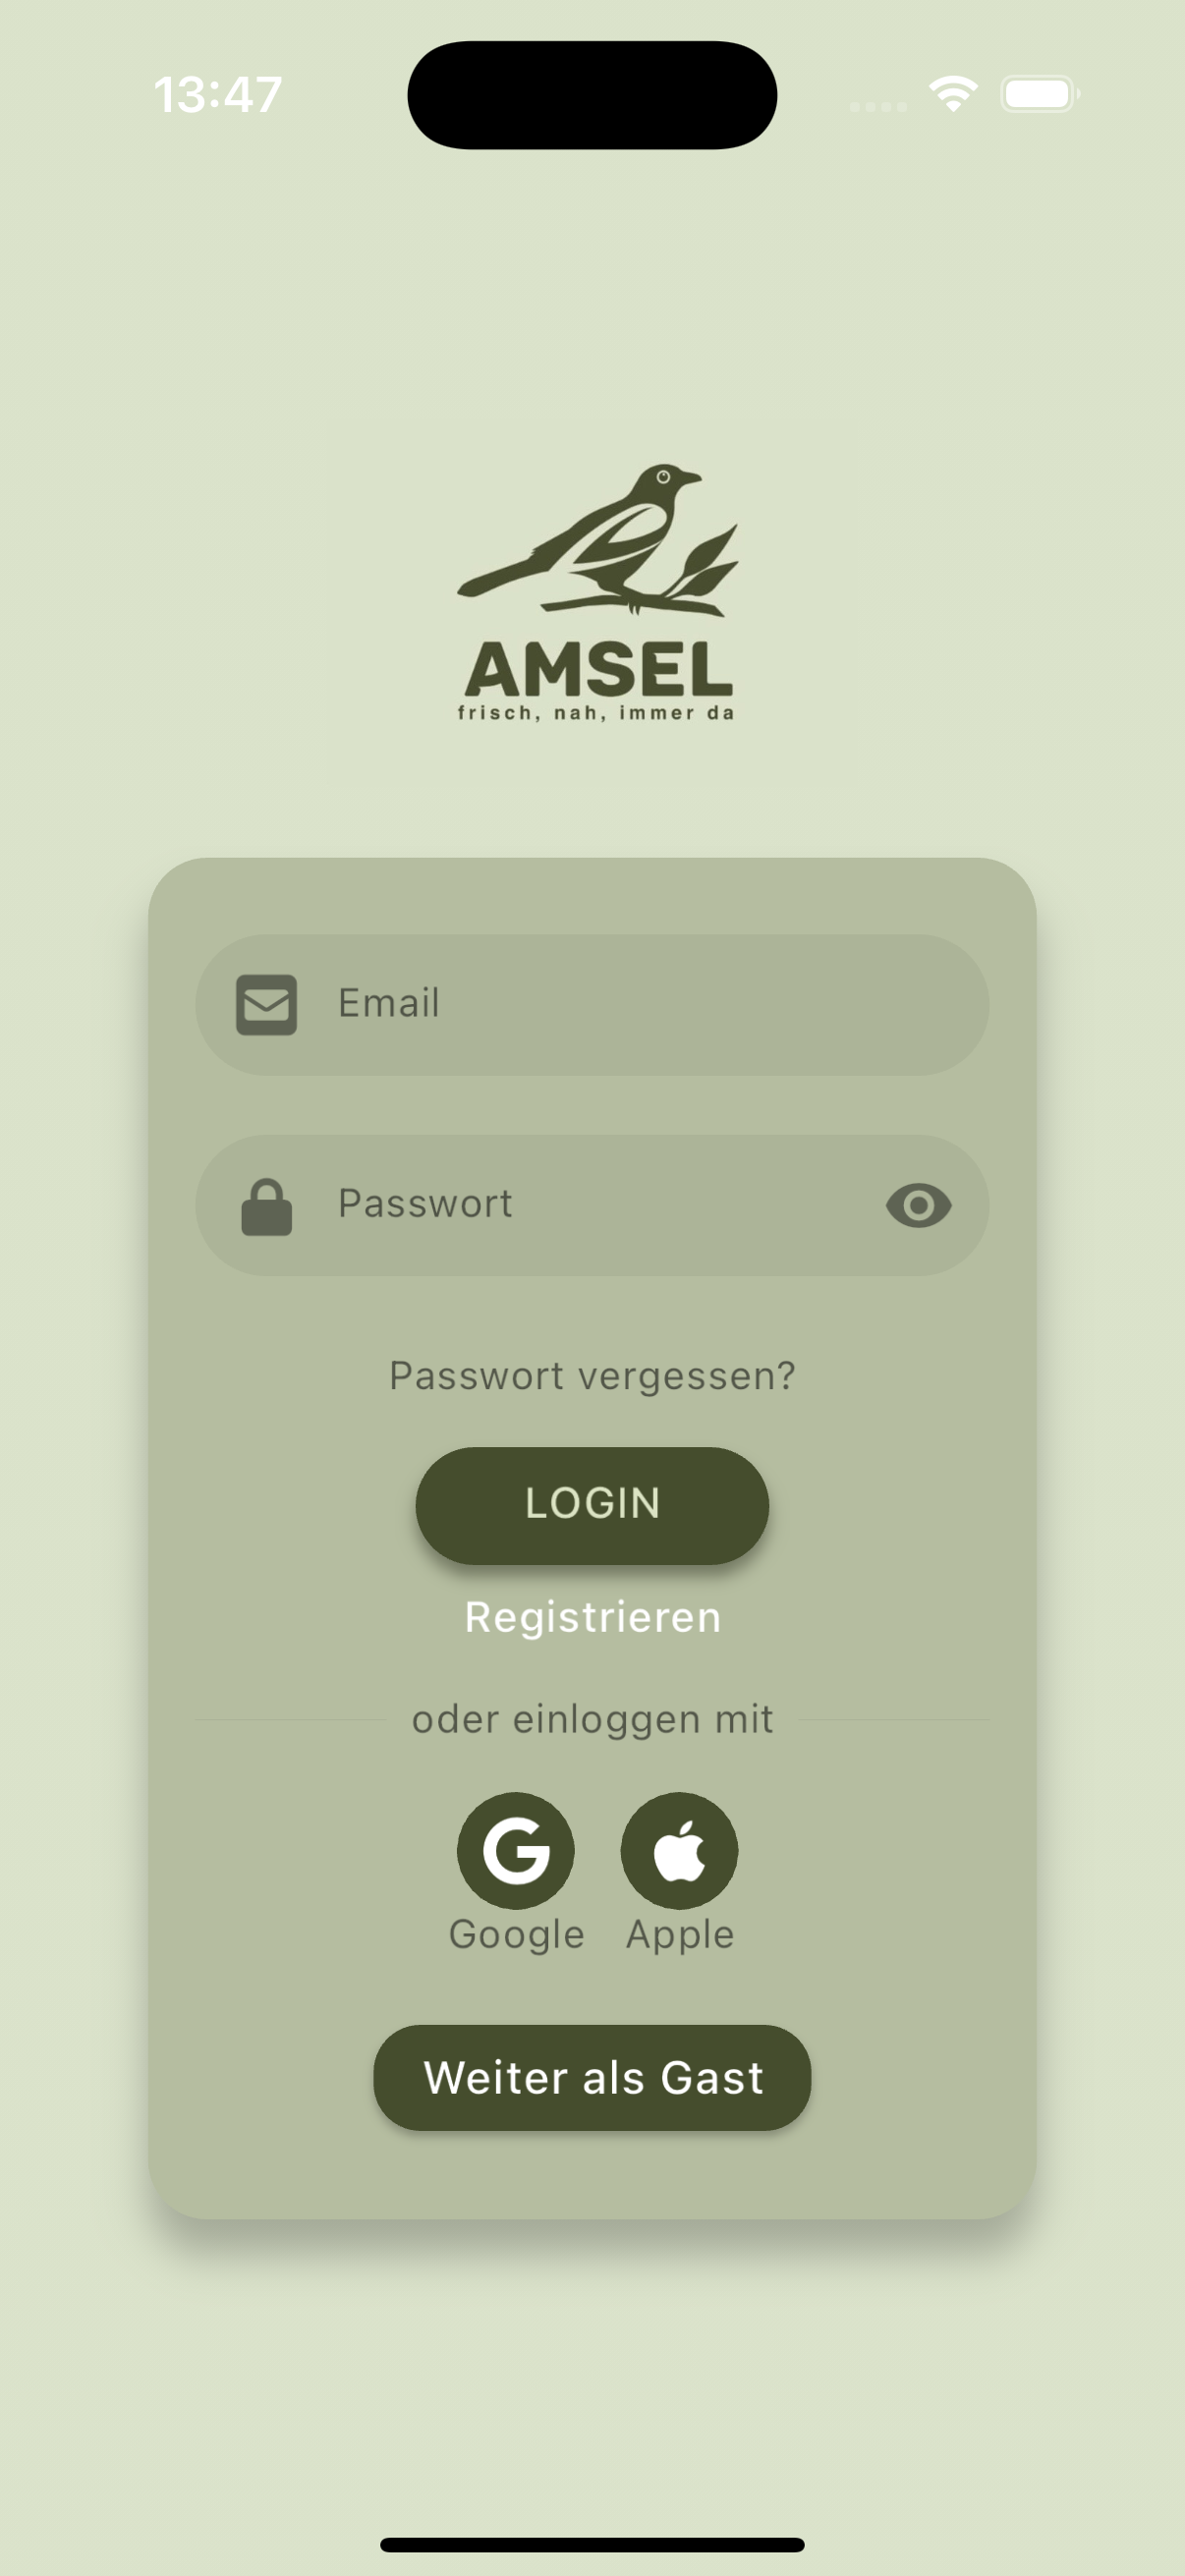 13:47
AMSEL
frisch, nah, immer da
Email
Passwort
Passwort vergessen?
LOGIN
Registrieren
oder einloggen mit
Google Apple
Weiter als Gast